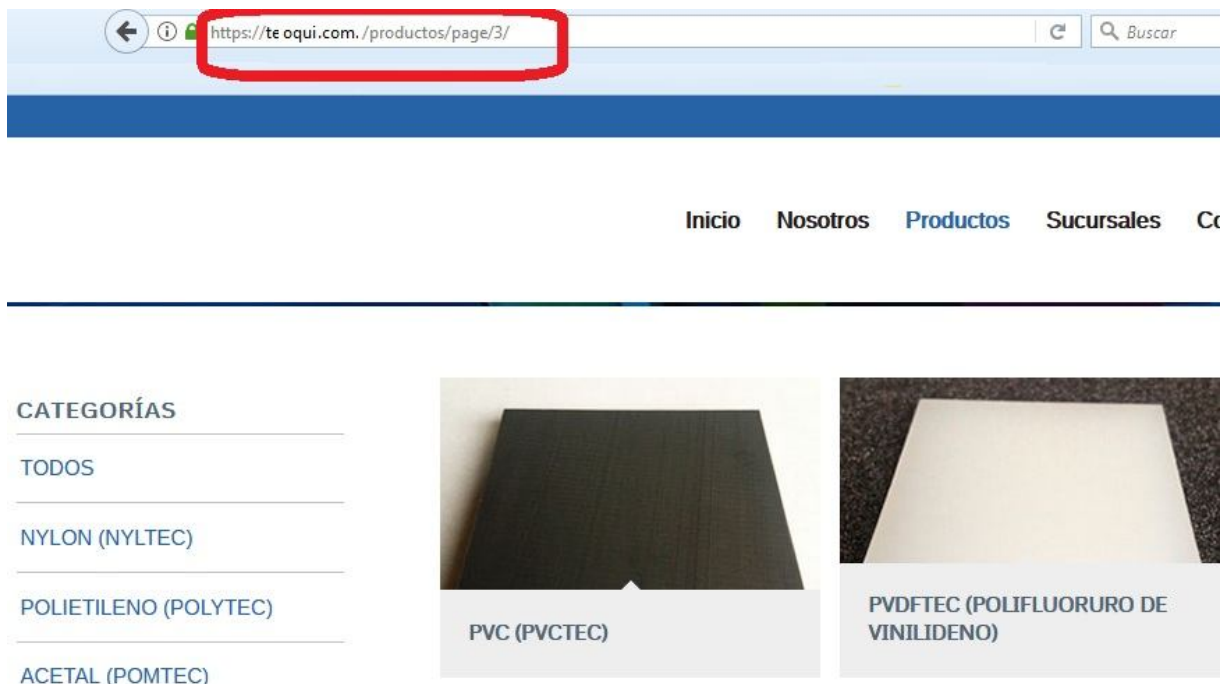 https://te oqui.com./productos/page/3/
Buscar
Inicio Nosotros Productos Sucursales Co
CATEGORÍAS
TODOS
NYLON (NYLTEC)
POLIETILENO (POLYTEC)
ACETAL (POMTEC)
PVC (PVCTEC)
PVDFTEC (POLIFLUORURO DE
VINILIDENO)